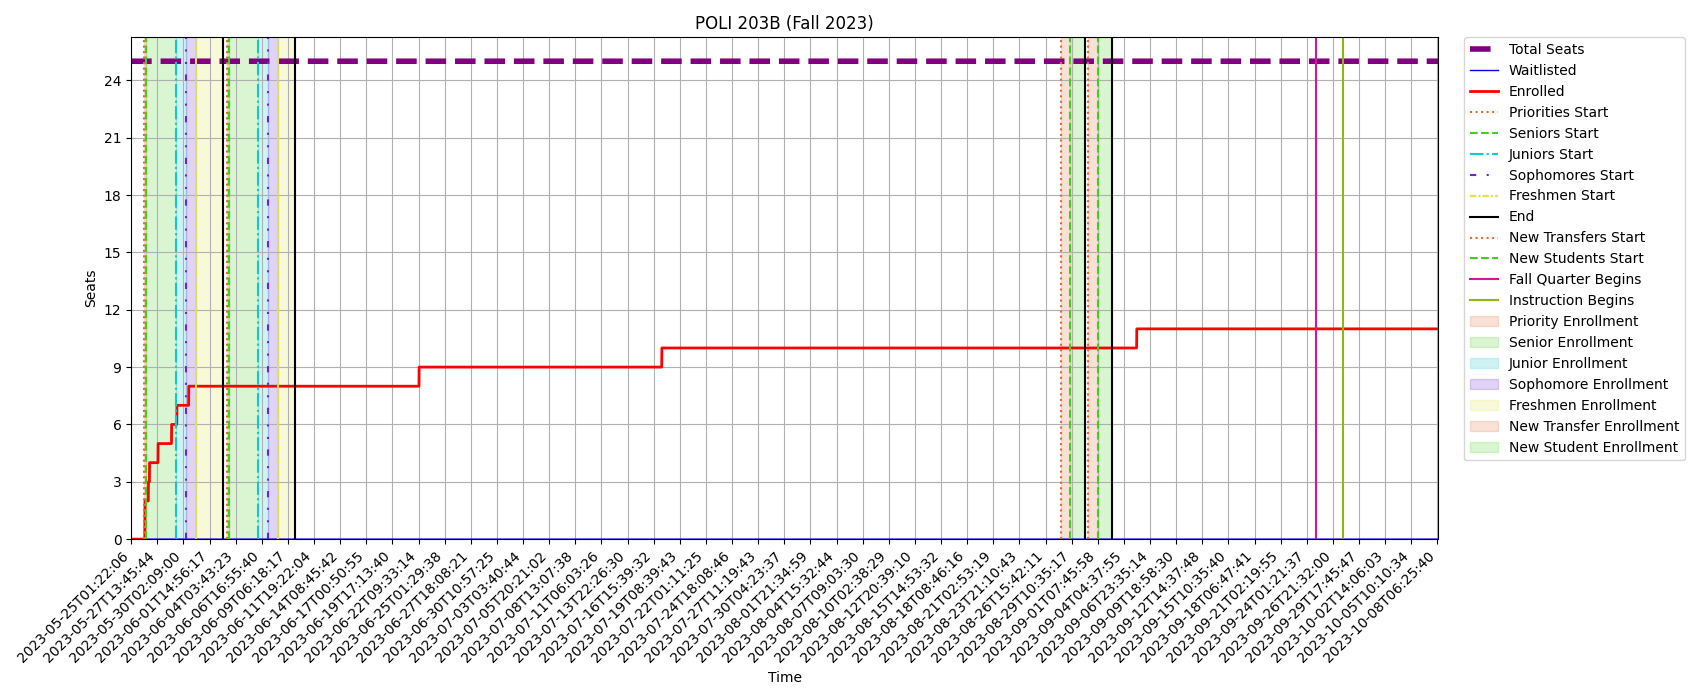 POLI 203B (Fall 2023)
Seats
24
21
18
15
12
9
6
3
0
2023-05-25T01:22:06
2023-05-27T13:45:44
2023-05-30T02:09:00
2023-06-01T14:56:17
2023-06-04T03:43:23
2023-06-06T16:55:40
2023-06-09T06:18:17
2023-06-11T19:22:04
2023-06-14T08:45:42
2023-06-17T00:50:55
2023-06-19T17:13:40
2023-06-22T09:33:14
2023-06-25T01:29:38
2023-06-27T18:08:21
2023-06-30T10:57:25
2023-07-03T03:40:44
2023-07-05T20:21:02
2023-07-08T13:07:38
2023-07-11T06:03:26
2023-07-13T22:26:30
2023-07-16T15:39:32
2023-07-19T08:39:43
2023-07-22T01:11:25
2023-07-24T18:08:46
2023-07-27T11:19:43
2023-07-30T04:23:37
2023-08-01T21:34:59
2023-08-04T15:32:44
2023-08-07T09:03:30
2023-08-10T02:38:29
2023-08-12T20:39:10
2023-08-15T14:53:32
2023-08-18T08:46:16
2023-08-21T02:53:19
2023-08-23T21:10:43
2023-08-26T15:42:11
2023-08-29T10:35:17
2023-09-01T07:45:58
2023-09-04T04:37:55
2023-09-06T23:35:14
2023-09-09T18:58:30
2023-09-12T14:37:48
2023-09-15T10:35:40
2023-09-18T06:47:41
2023-09-21T02:19:55
2023-09-24T01:21:37
2023-09-26T21:32:00
2023-09-29T17:45:47
2023-10-02T14:06:03
2023-10-05T10:10:34
2023-10-08T06:25:40
Time
Total Seats
Waitlisted
Enrolled
Priorities Start
Seniors Start
Juniors Start
Sophomores Start
Freshmen Start
End
New Transfers Start
New Students Start
Fall Quarter Begins
Instruction Begins
Priority Enrollment
Senior Enrollment
Junior Enrollment
Sophomore Enrollment
Freshmen Enrollment
New Transfer Enrollment
New Student Enrollment